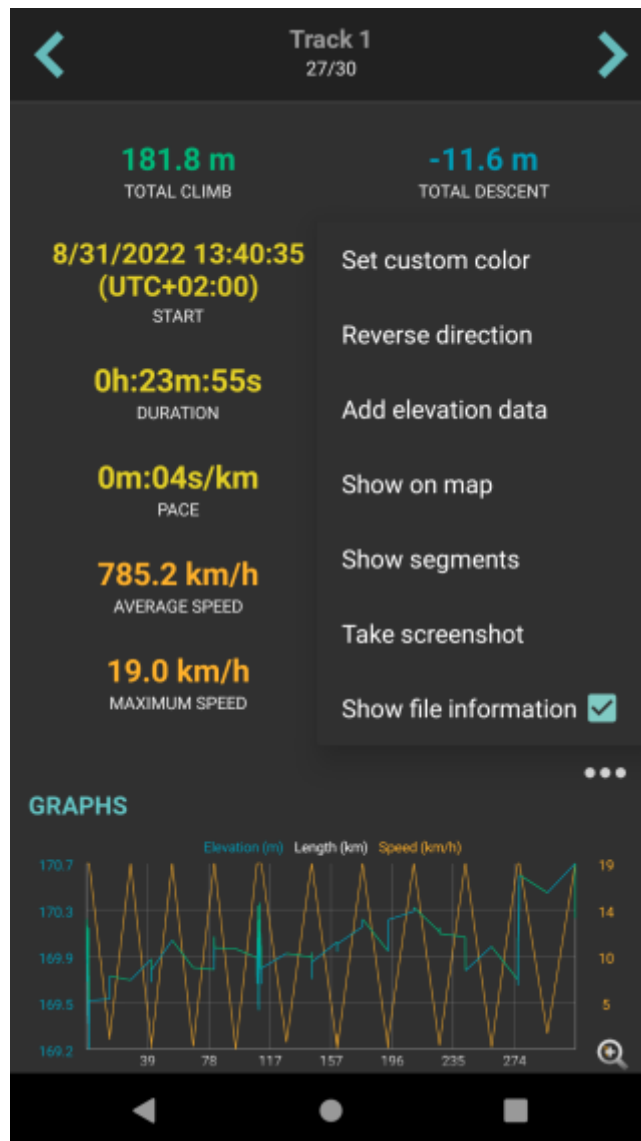 Track 1
27/30
181.8 m
TOTAL CLIMB
-11.6 m
TOTAL DESCENT
8/31/2022 13:40:35
(UTC+02:00)
START
0h:23m:55s
DURATION
0m:04s/km
PACE
785.2 km/h
AVERAGE SPEED
19.0 km/h
MAXIMUM SPEED
Set custom color
Reverse direction
Add elevation data
Show on map
Show segments
Take screenshot
Show file information
GRAPHS
Elevation (m) Length (km) Speed (km/h)
170.7 19
170.3 14
169.9 10
169.5 5
169.2
39 78 117 157 196 235 274